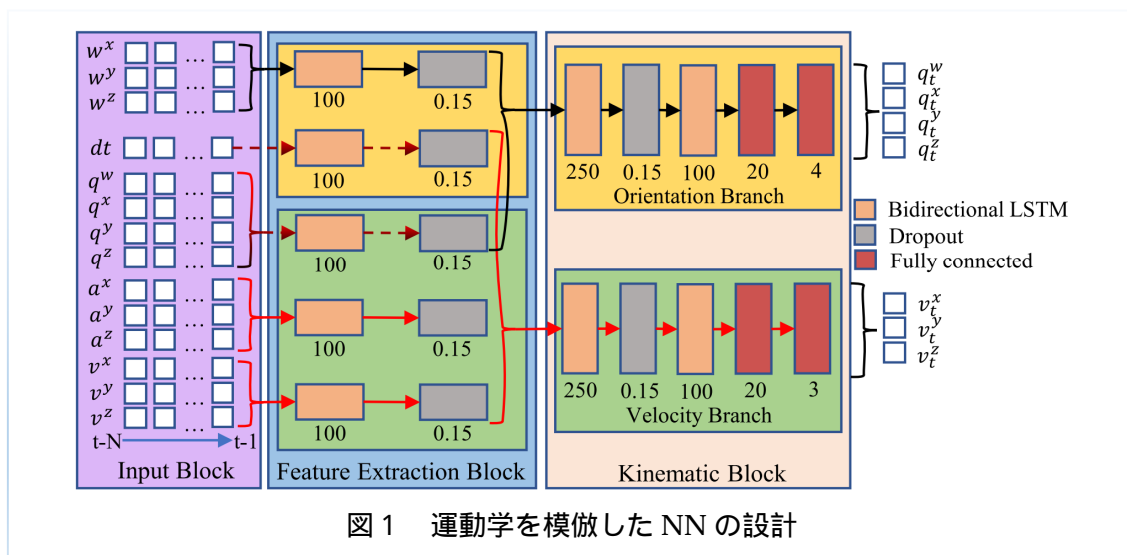 w^x
w^y
w^z
dt
q^w
q^x
q^y
q^z
a^x
a^y
a^z
v^x
v^y
v^z
... 
t-N
t-1
Input Block
100
0.15
100
0.15
100
0.15
100
0.15
100
0.15
Feature Extraction Block
250
0.15
100
20
4
Orientation Branch
250
0.15
100
20
3
Velocity Branch
Kinematic Block
q_t^w
q_t^x
q_t^y
q_t^z
Bidirectional LSTM
Dropout
Fully connected
v_t^x
v_t^y
v_t^z
図 1 運動学を模倣した NN の設計